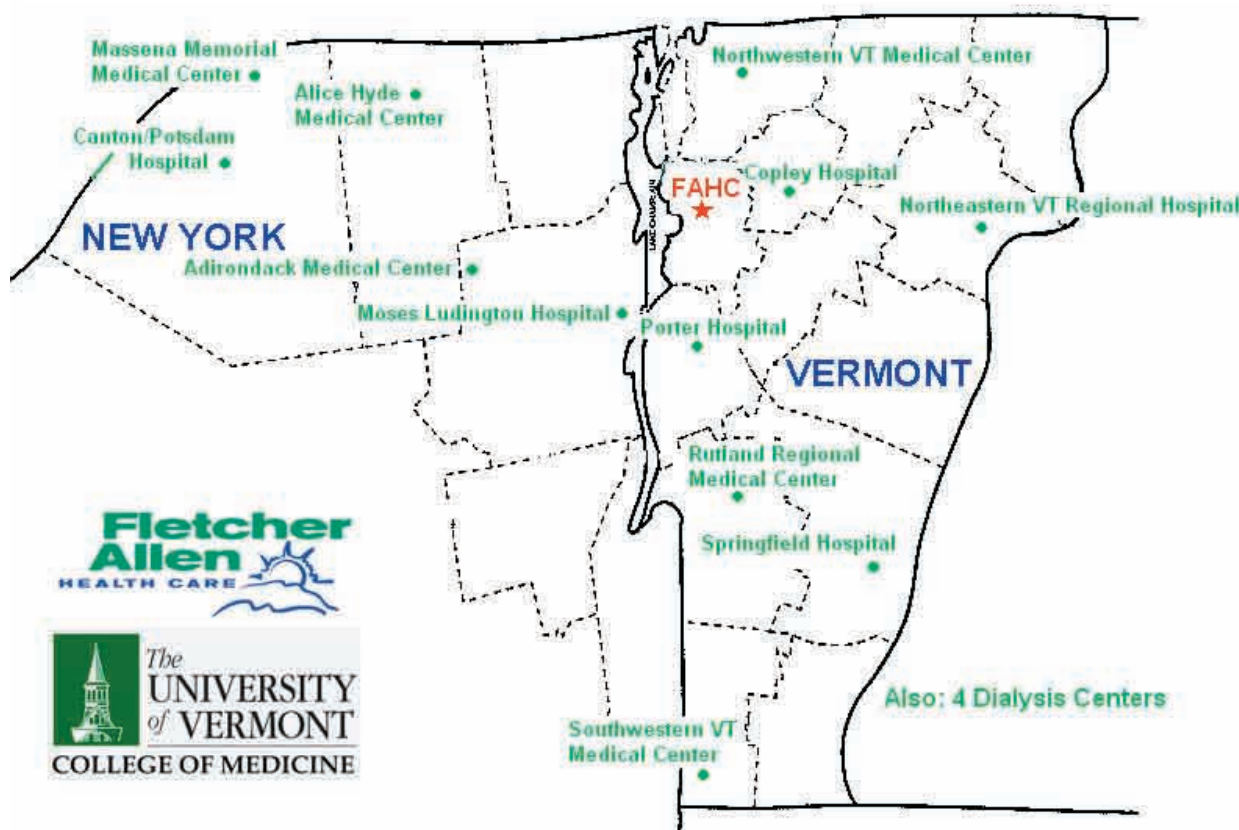 Massena Memorial
Medical Center
Northwestern VT Medical Center
Alice Hyde
Medical Center
Canton/Potsdam
Hospital
FAHC
Copley Hospital
Northeastern VT Regional Hospital
LAKE CHAMPLAIN
NEW YORK
Adirondack Medical Center
Moses Ludington Hospital
Porter Hospital
VERMONT
Rutland Regional
Medical Center
Springfield Hospital
Fletcher
Allen
HEALTH CARE
The
UNIVERSITY
of VERMONT
COLLEGE OF MEDICINE
Also: 4 Dialysis Centers
Southwestern VT
Medical Center